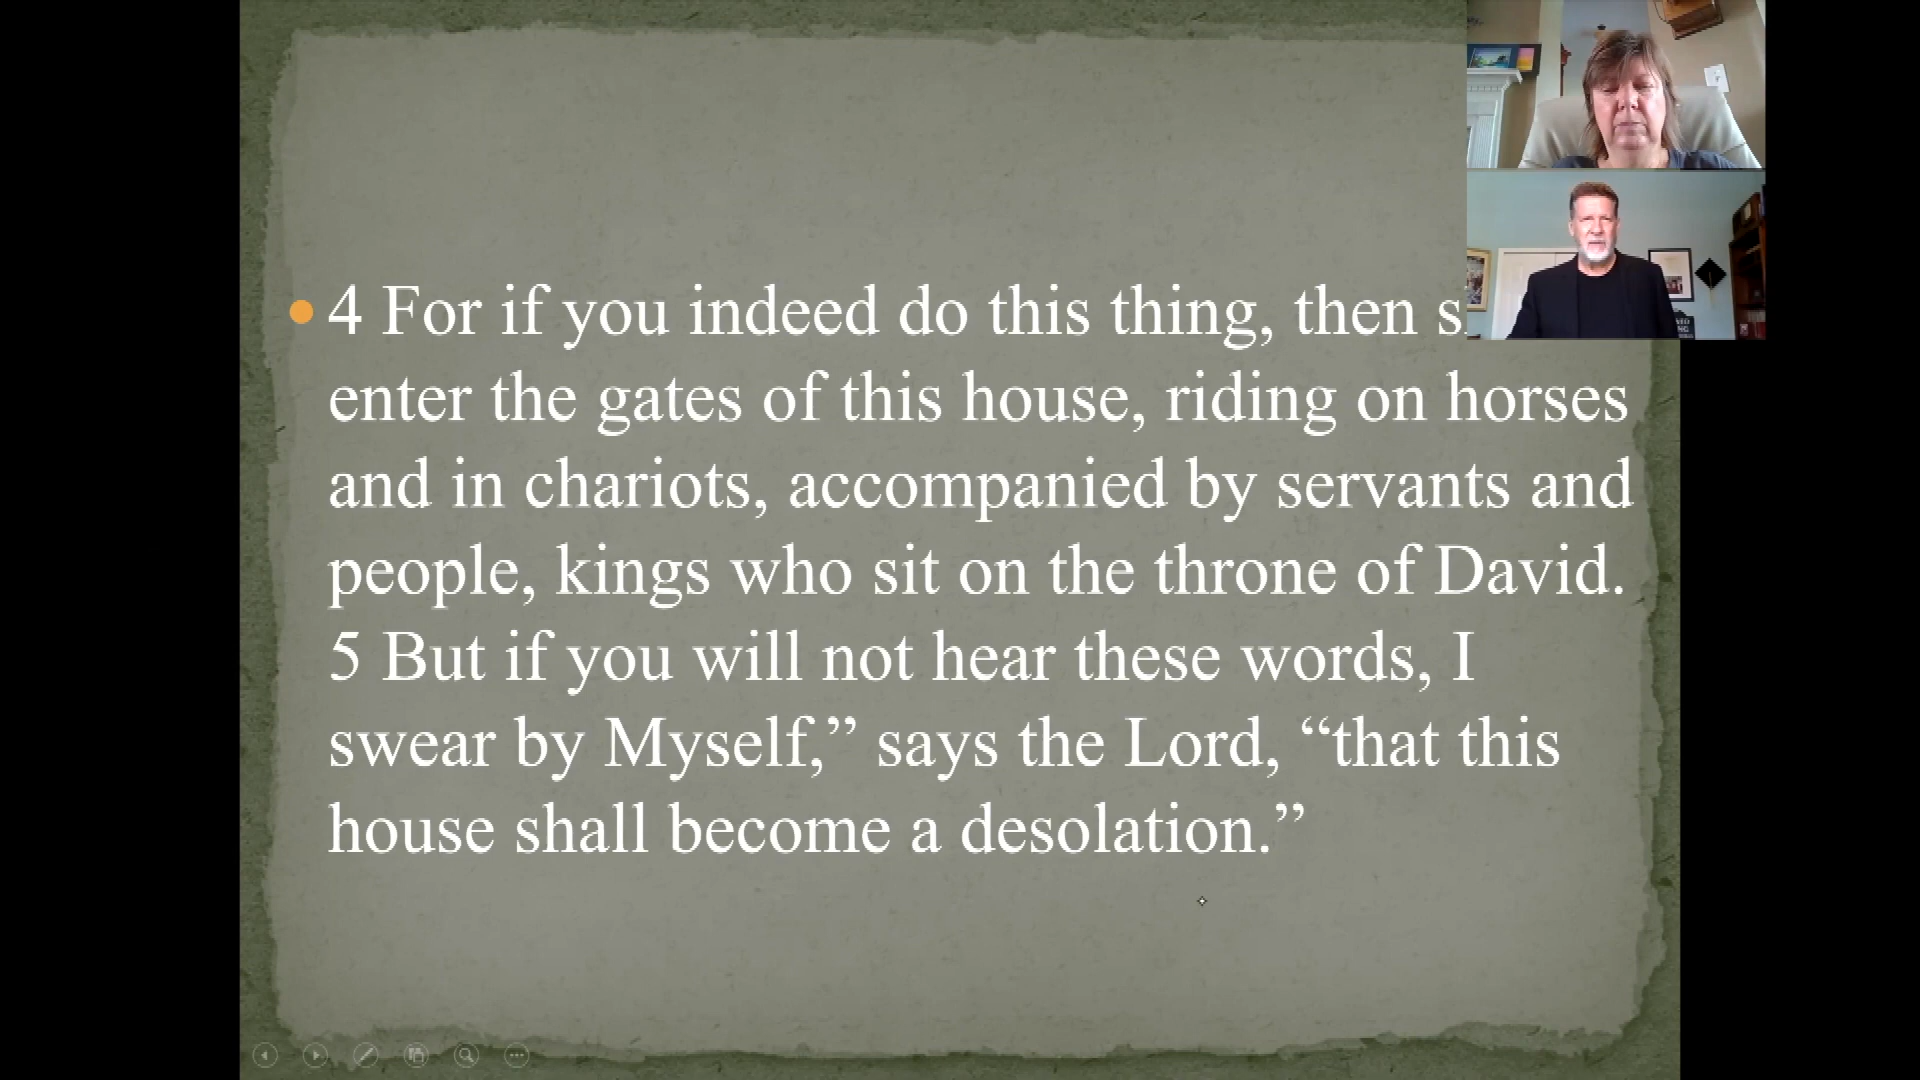 4 For if you indeed do this thing, then
enter the gates of this house, riding on horses
and in chariots, accompanied by servants and
people, kings who sit on the throne of David.
5 But if you will not hear these words, I
swear by Myself,” says the Lord, “that this
house shall become a desolation.”